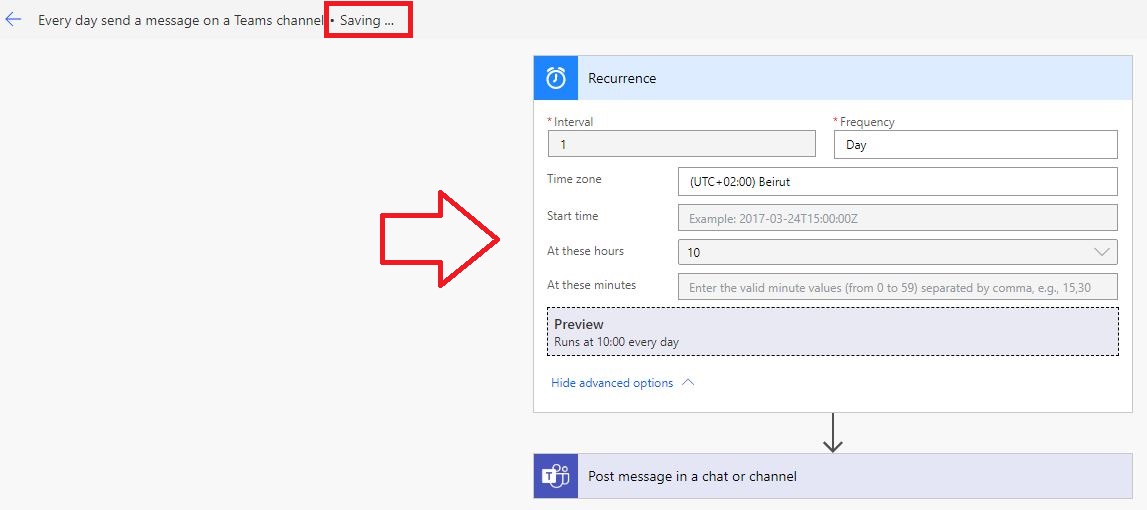 Every day send a message on a Teams channel • Saving ...
Recurrence
* Interval
* Frequency
1
Day
Time zone
(UTC+02:00) Beirut
Start time
Example: 2017-03-24T15:00:00Z
At these hours
10
At these minutes
Enter the valid minute values (from 0 to 59) separated by comma, e.g., 15,30
Preview
Runs at 10:00 every day
Hide advanced options
T
Post message in a chat or channel